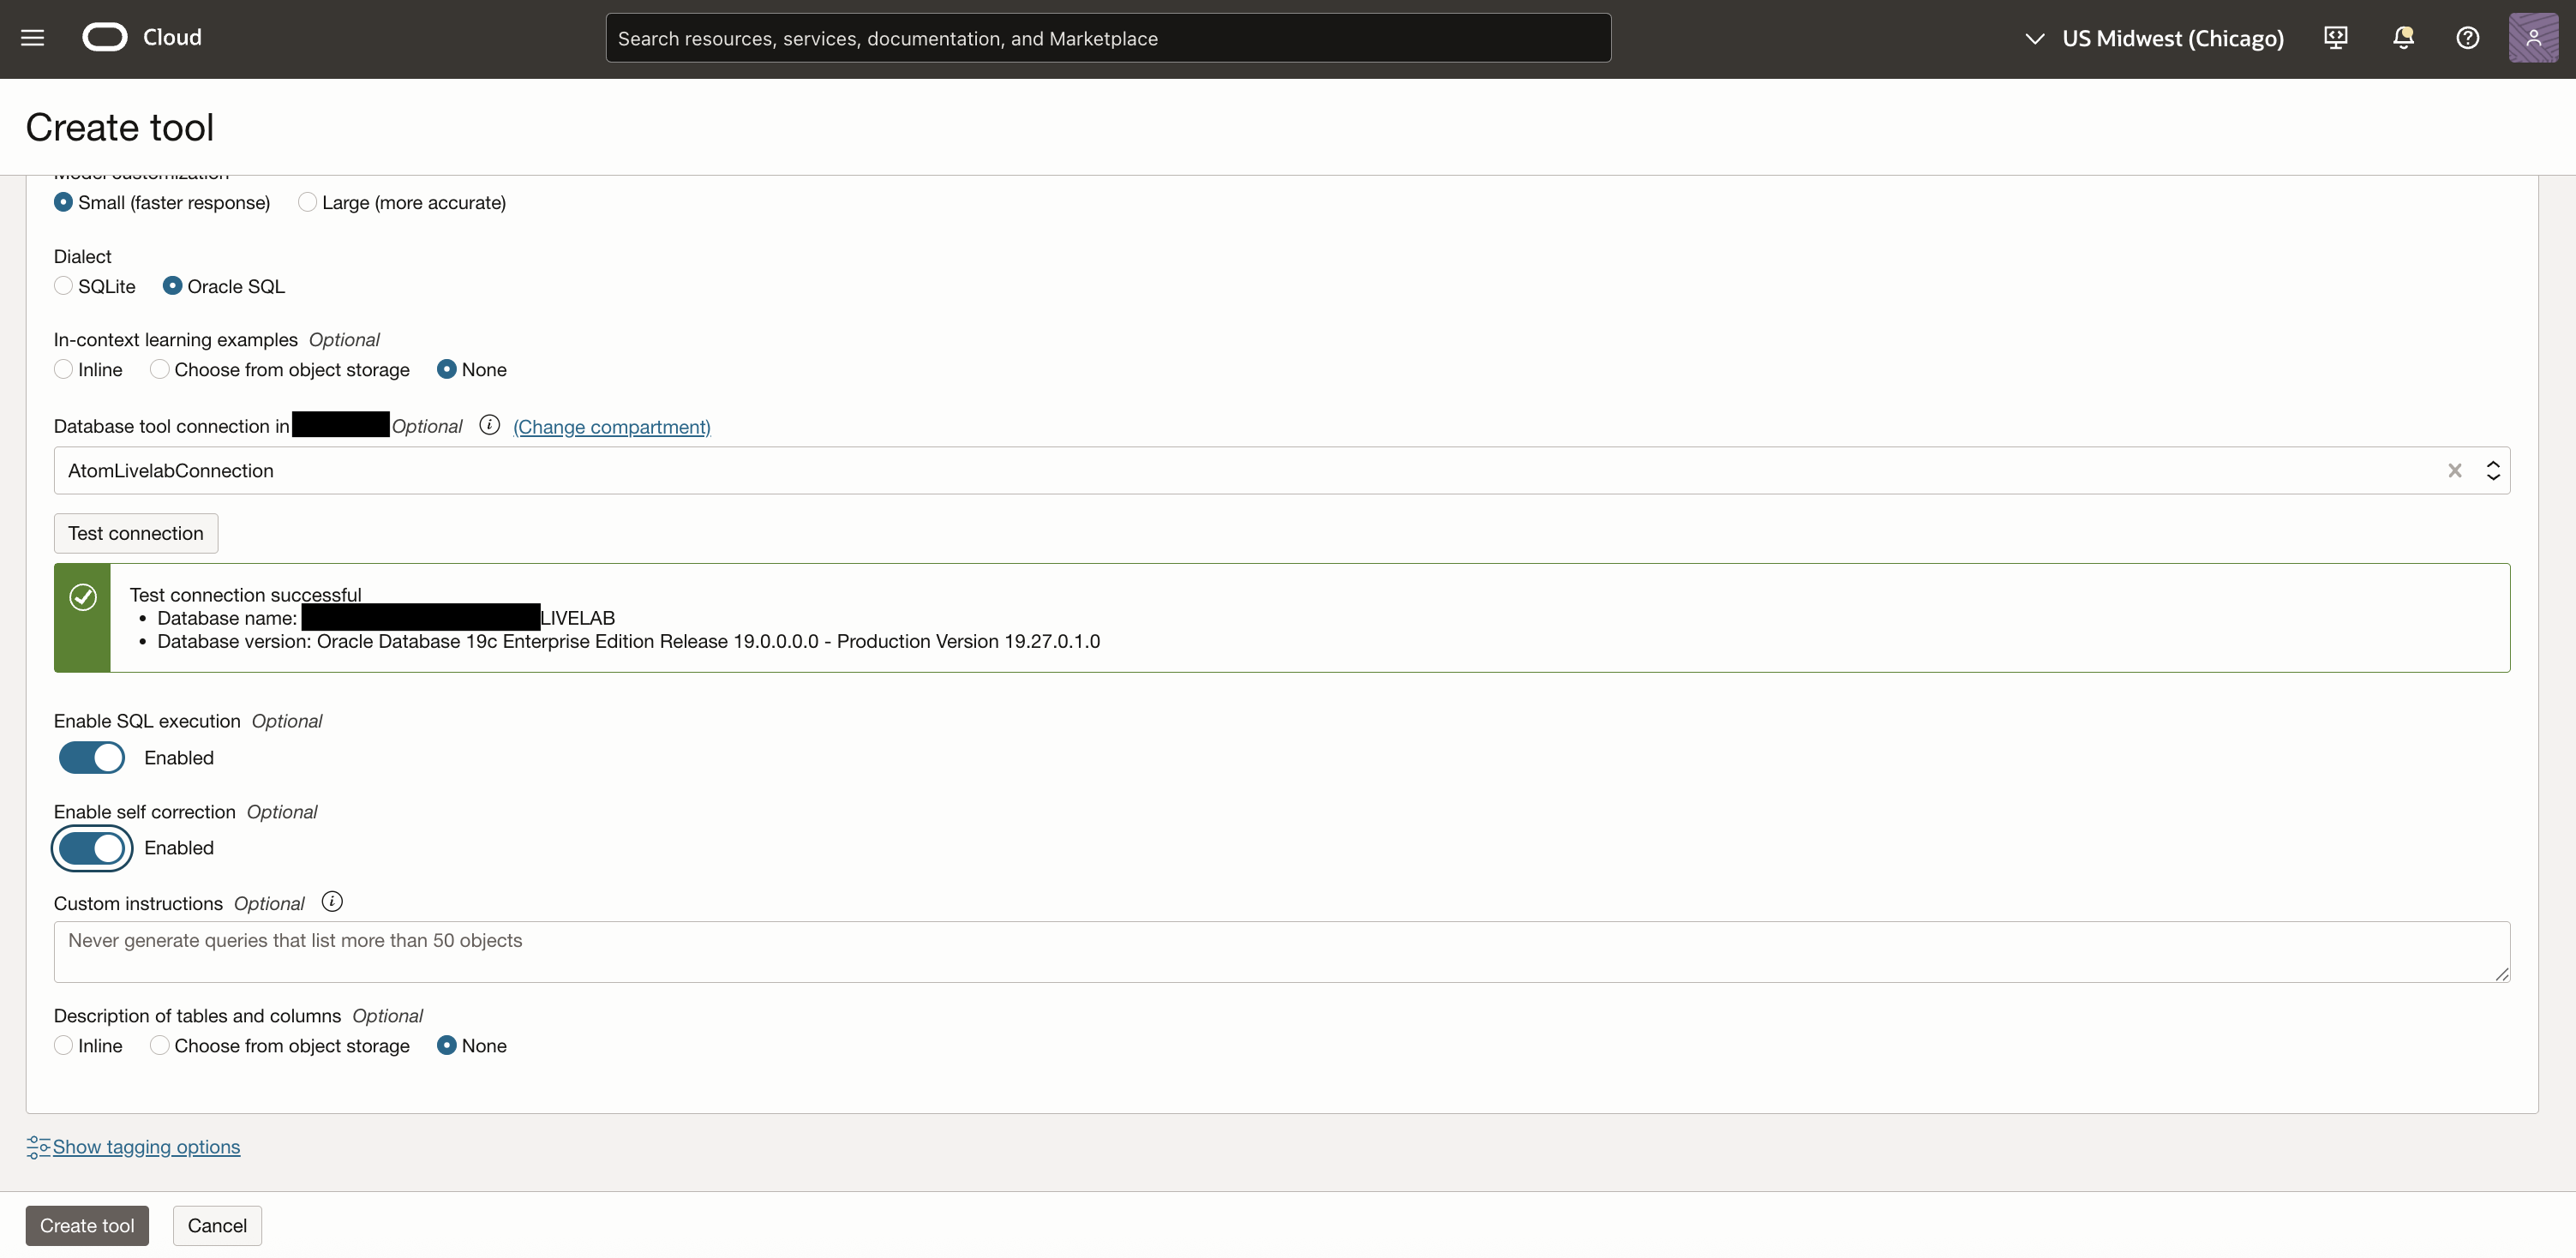 Cloud
Search resources, services, documentation, and Marketplace
US Midwest (Chicago)
Create tool
Model customization
Small (faster response) Large (more accurate)
Dialect
SQLite Oracle SQL
In-context learning examples Optional
Inline Choose from object storage None
Database tool connection in Optional (Change compartment)
AtomLivelabConnection
Test connection
Test connection successful
• Database name: LIVELAB
• Database version: Oracle Database 19c Enterprise Edition Release 19.0.0.0.0 - Production Version 19.27.0.1.0
Enable SQL execution Optional
Enabled
Enable self correction Optional
Enabled
Custom instructions Optional
Never generate queries that list more than 50 objects
Description of tables and columns Optional
Inline Choose from object storage None
Show tagging options
Create tool Cancel